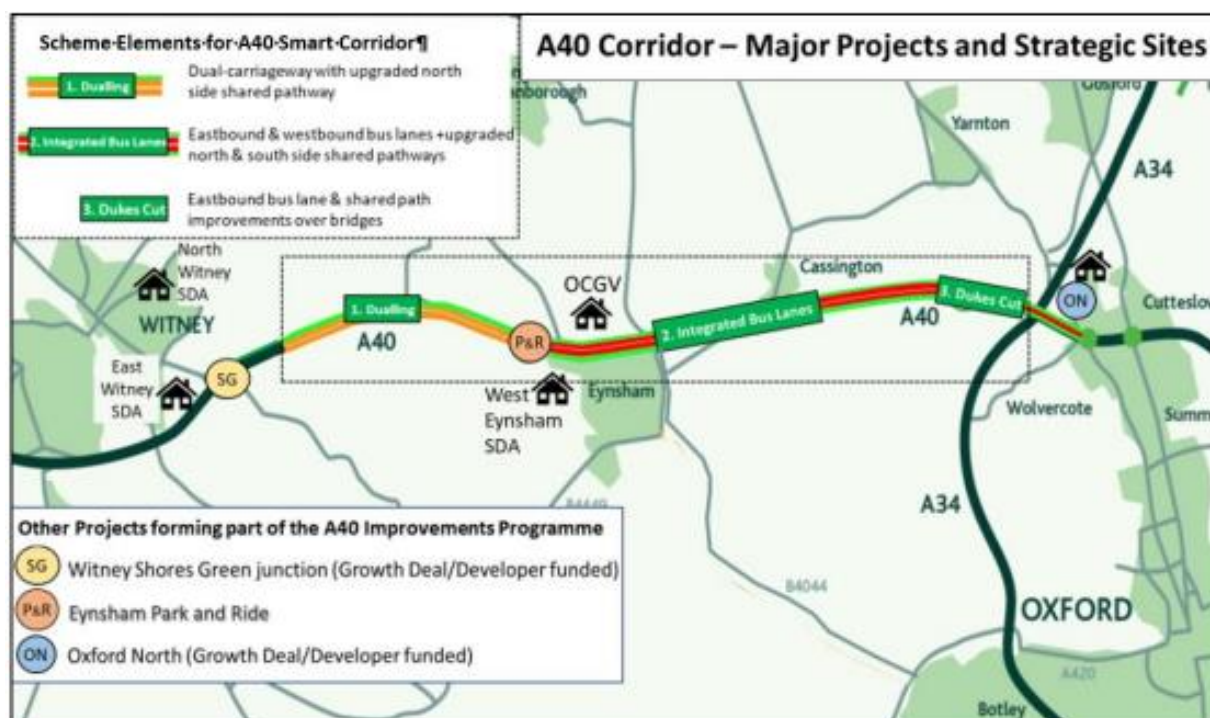 Scheme·Elements·for·A40·Smart·Corridor¶
1. Dualling
Dual-carriageway with upgraded north
side shared pathway
2. Integrated Bus Lanes
Eastbound & westbound bus lanes +upgraded
north & south side shared pathways
3. Dukes Cut
Eastbound bus lane & shared path
improvements over bridges
A40 Corridor – Major Projects and Strategic Sites
nborough
Yarnton
A34
North
Witney
SDA
WITNEY
OCGV
Cassington
ON
Cutteslow
1. Dualling
A40
P&R
2. Integrated Bus Lanes
A40
3. Dukes Cut
East
Witney
SDA
SG
West
Eynsham
SDA
Eynsham
Wolvercote
Summ
A34
B4449
B4044
OXFORD
A420
Botley
Other Projects forming part of the A40 Improvements Programme
SG Witney Shores Green junction (Growth Deal/Developer funded)
P&R Eynsham Park and Ride
ON Oxford North (Growth Deal/Developer funded)